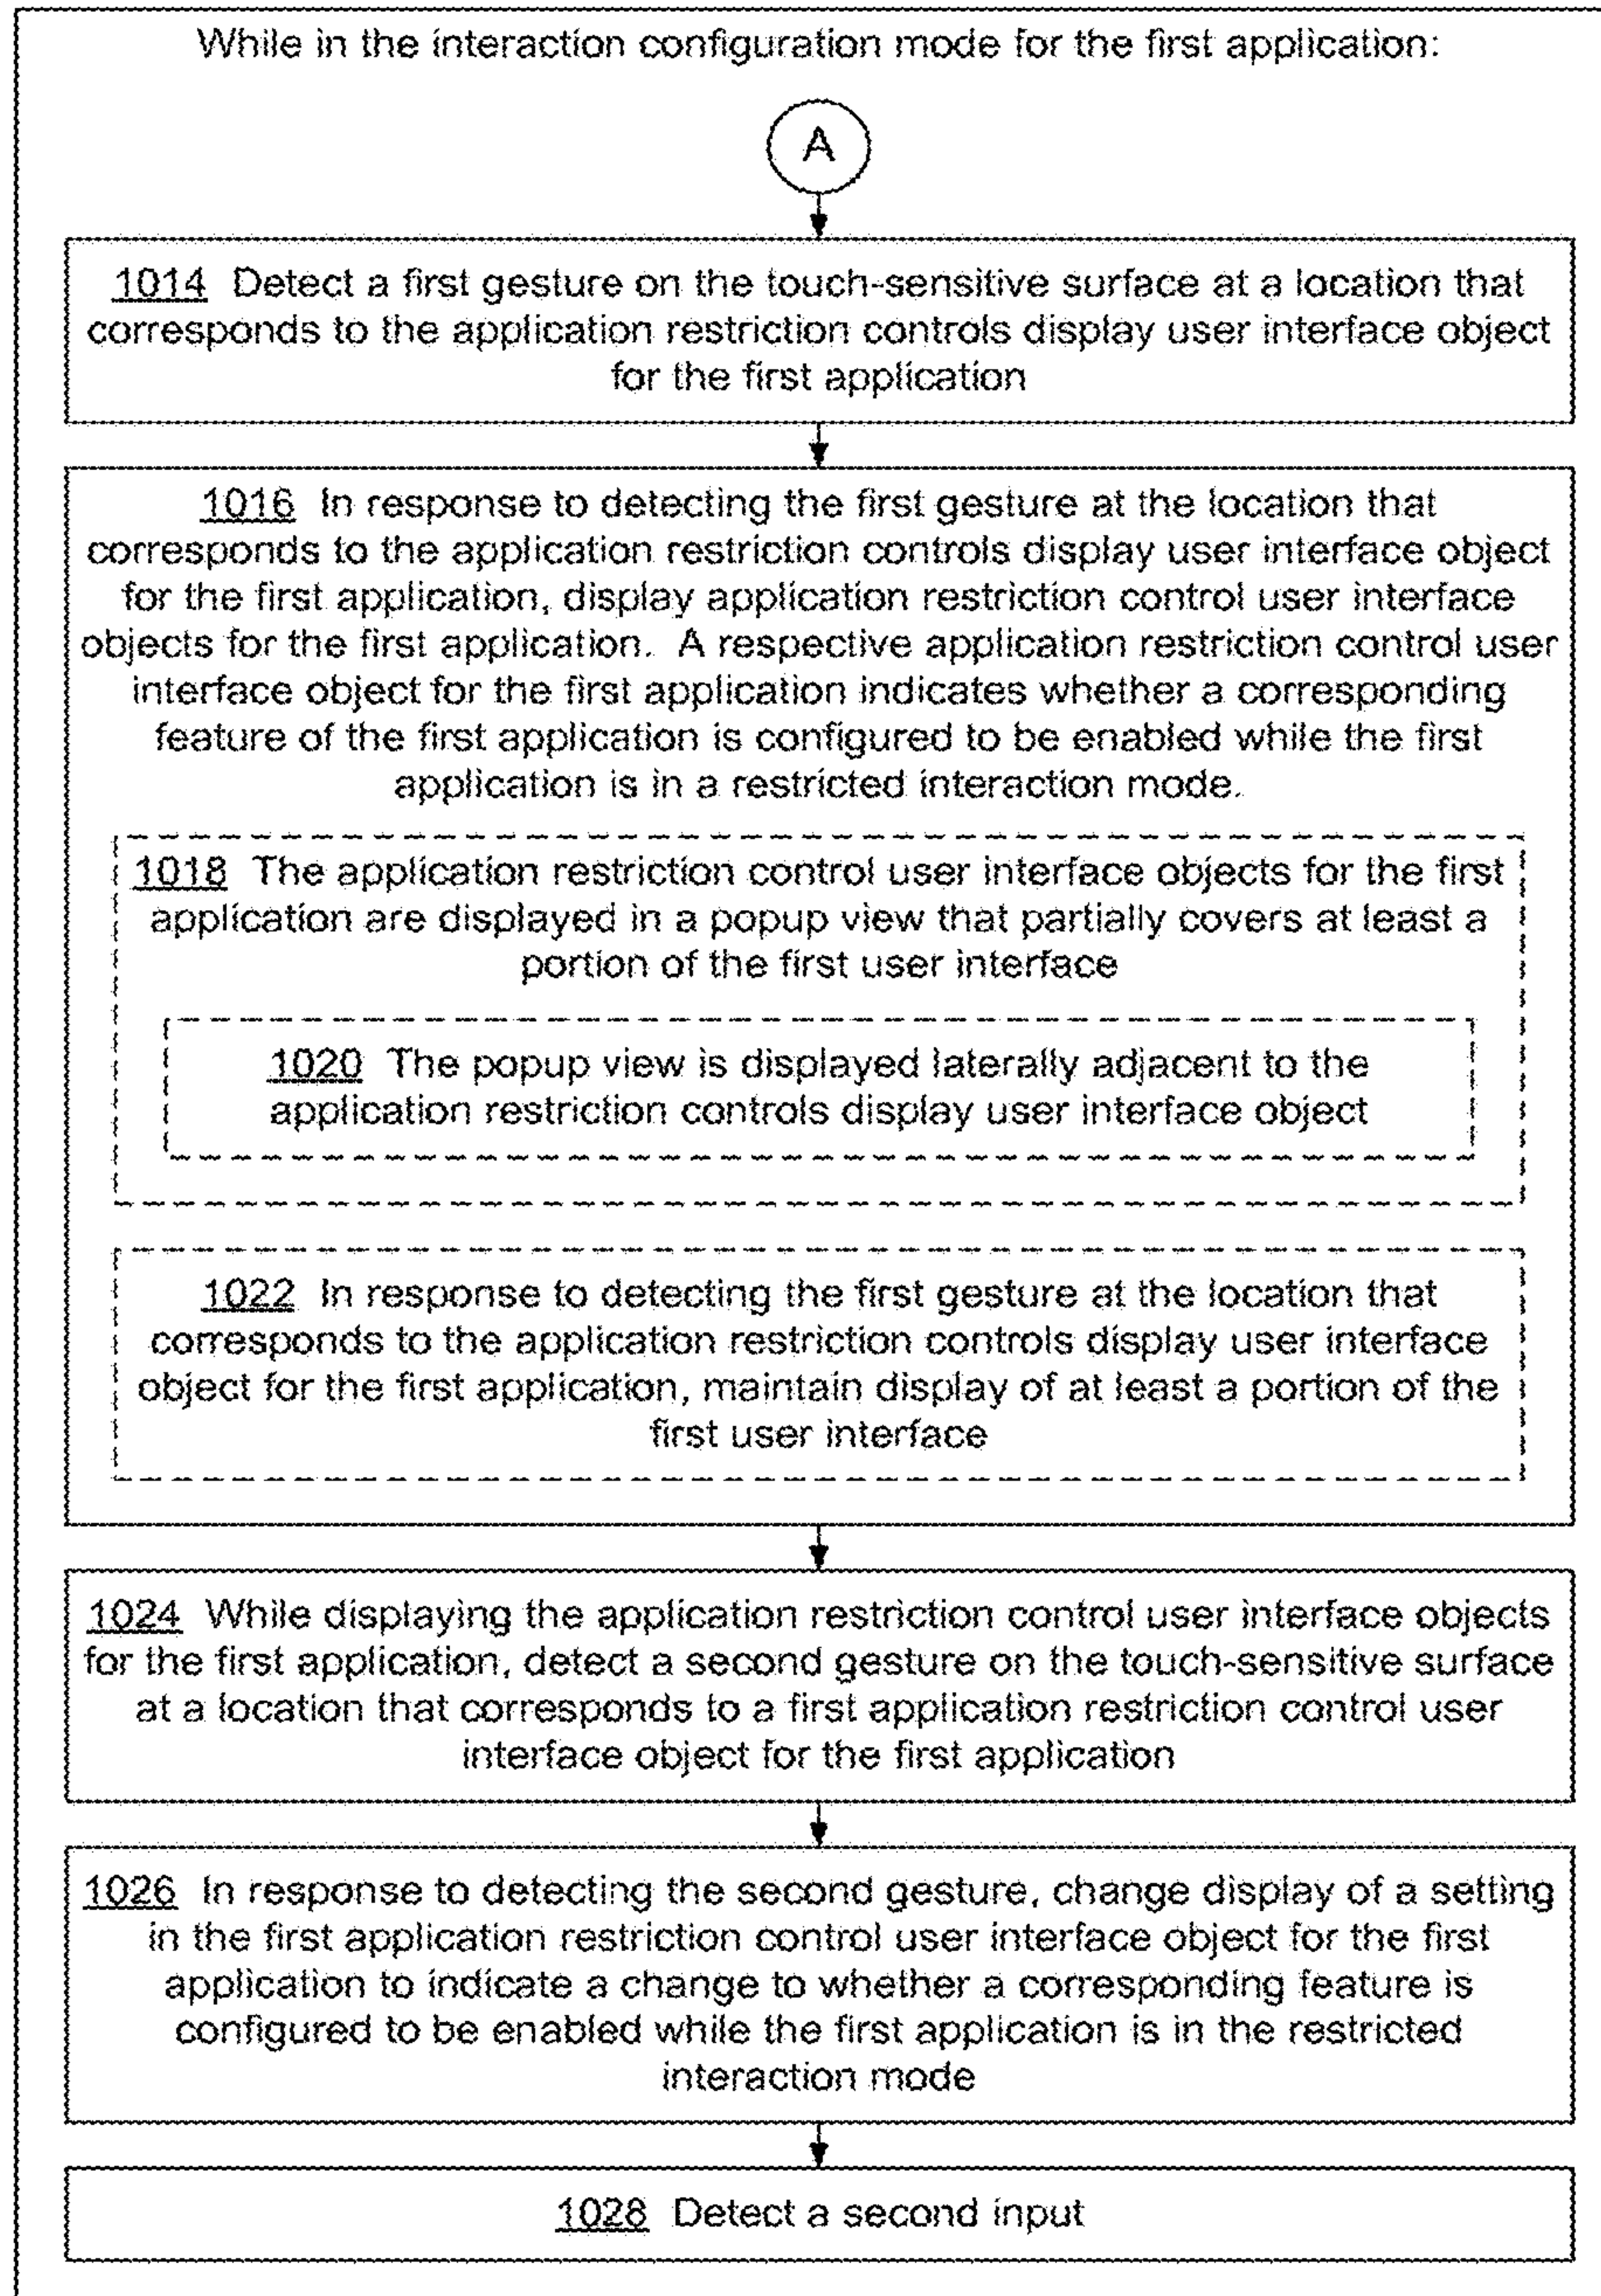 While in the interaction configuration mode for the first application:
A
1014 Detect a first gesture on the touch-sensitive surface at a location that
corresponds to the application restriction controls display user interface object
for the first application
1016 In response to detecting the first gesture at the location that
corresponds to the application restriction controls display user interface object
for the first application, display application restriction control user interface
objects for the first application. A respective application restriction control user
interface object for the first application indicates whether a corresponding
feature of the first application is configured to be enabled while the first
application is in a restricted interaction mode.
1018 The application restriction control user interface objects for the first
application are displayed in a popup view that partially covers at least a
portion of the first user interface
1020 The popup view is displayed laterally adjacent to the
application restriction controls display user interface object
1022 In response to detecting the first gesture at the location that
corresponds to the application restriction controls display user interface
object for the first application, maintain display of at least a portion of the
first user interface
1024 While displaying the application restriction control user interface objects
for the first application, detect a second gesture on the touch-sensitive surface
at a location that corresponds to a first application restriction control user
interface object for the first application
1026 In response to detecting the second gesture, change display of a setting
in the first application restriction control user interface object for the first
application to indicate a change to whether a corresponding feature is
configured to be enabled while the first application is in the restricted
interaction mode
1028 Detect a second input